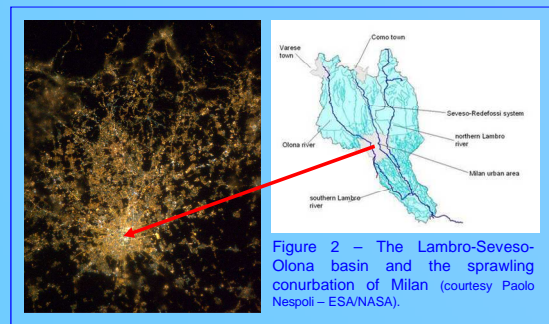 Como town
Varese
town
Seveso-Redefossi system
Olona river
northern Lambro
river
Milan urban area
southern Lambro
river
Figure 2 – The Lambro-Seveso-
Olona basin and the sprawling
conurbation of Milan (courtesy Paolo
Nespoli – ESA/NASA).